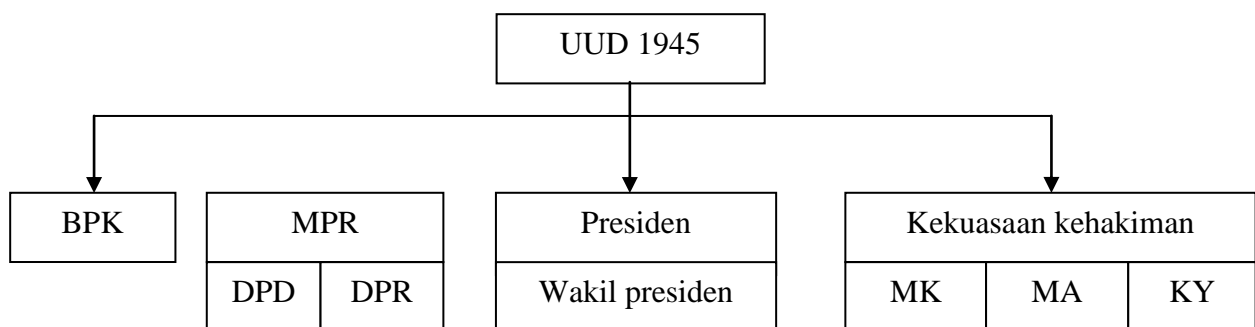 UUD 1945
BPK
MPR
Presiden
Kekuasaan kehakiman
DPD
DPR
Wakil presiden
MK
MA
KY